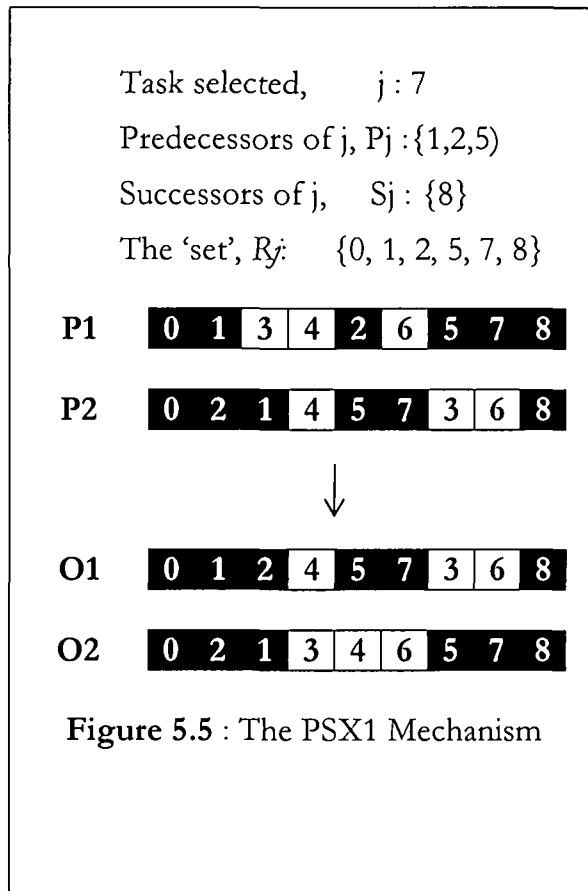 Task selected, j : 7
Predecessors of j, Pj :{1,2,5)
Successors of j, Sj : {8}
The ‘set’, Rj: {0, 1, 2, 5, 7, 8}
P1 0 1 3 4 2 6 5 7 8
P2 0 2 1 4 5 7 3 6 8
O1 0 1 2 4 5 7 3 6 8
O2 0 2 1 3 4 6 5 7 8
Figure 5.5 : The PSX1 Mechanism